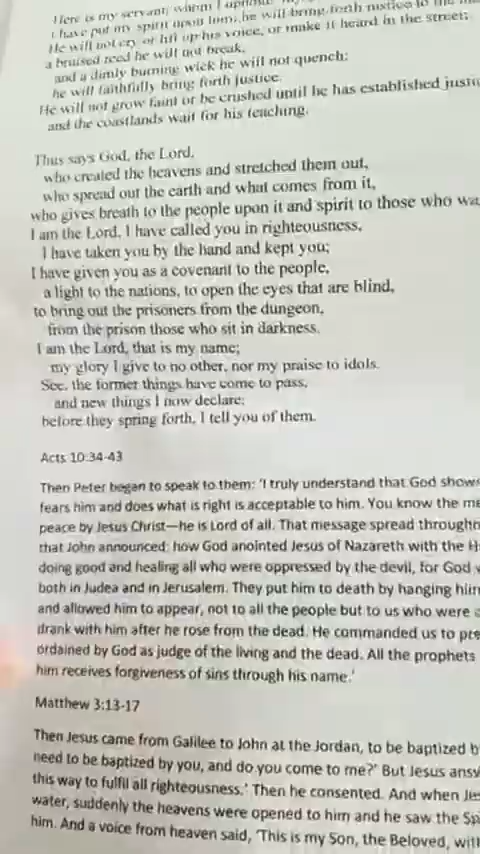 Here is my servant, whom I uphold, my
I have put my spirit upon him; he will bring forth justice to the
He will not cry or lift up his voice, or make it heard in the street;
a bruised reed he will not break,
and a dimly burning wick he will not quench;
he will faithfully bring forth justice.
He will not grow faint or be crushed until he has established justi
and the coastlands wait for his teaching.
Thus says God, the Lord,
who created the heavens and stretched them out,
who spread out the earth and what comes from it,
who gives breath to the people upon it and spirit to those who wa
I am the Lord, I have called you in righteousness,
I have taken you by the hand and kept you;
I have given you as a covenant to the people,
a light to the nations, to open the eyes that are blind,
to bring out the prisoners from the dungeon,
from the prison those who sit in darkness.
I am the Lord, that is my name;
my glory I give to no other, nor my praise to idols.
See, the former things have come to pass,
and new things I now declare;
before they spring forth, I tell you of them.
Acts 10:34-43
Then Peter began to speak to them: 'I truly understand that God shows
fears him and does what is right is acceptable to him. You know the me
peace by Jesus Christ—he is Lord of all. That message spread througho
that John announced: how God anointed Jesus of Nazareth with the H
doing good and healing all who were oppressed by the devil, for God
both in Judea and in Jerusalem. They put him to death by hanging him
and allowed him to appear, not to all the people but to us who were
drank with him after he rose from the dead. He commanded us to pre
ordained by God as judge of the living and the dead. All the prophets
him receives forgiveness of sins through his name.'
Matthew 3:13-17
Then Jesus came from Galilee to John at the Jordan, to be baptized b
need to be baptized by you, and do you come to me?' But Jesus answ
this way to fulfil all righteousness.' Then he consented. And when Jes
water, suddenly the heavens were opened to him and he saw the Sp
him. And a voice from heaven said, 'This is my Son, the Beloved, wit